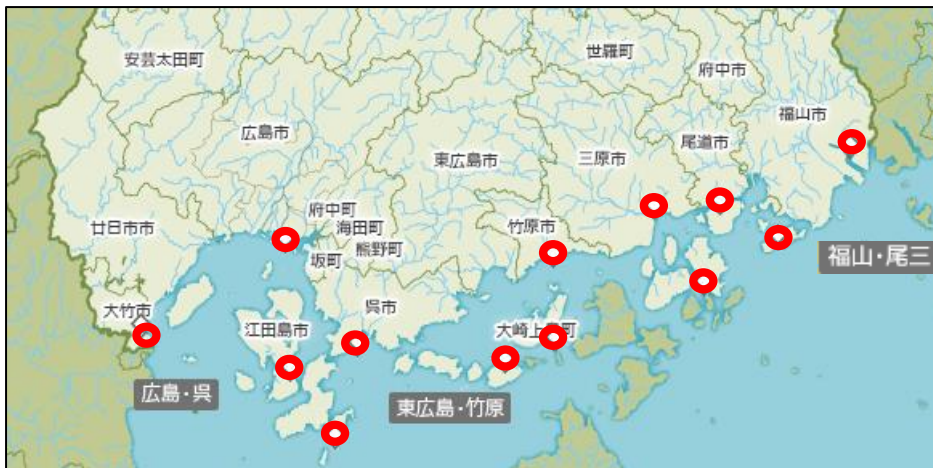 安芸太田町
世羅町
府中市
福山市
広島市
尾道市
東広島市
三原市
府中町
海田町
熊野町
坂町
竹原市
廿日市市
福山・尾三
大竹市
呉市
江田島市
大崎上島町
広島・呉
東広島・竹原